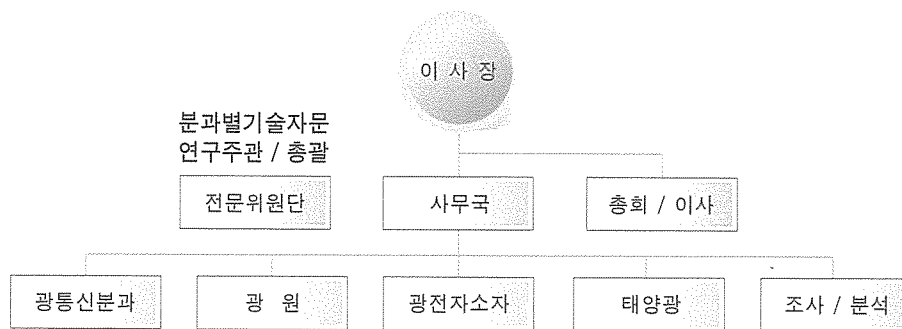 이 사 장
분과별기술자문
연구주관 / 총괄
전문위원단
사무국
총회 / 이사
광통신분과
광 원
광전자소자
태양광
조사 / 분석